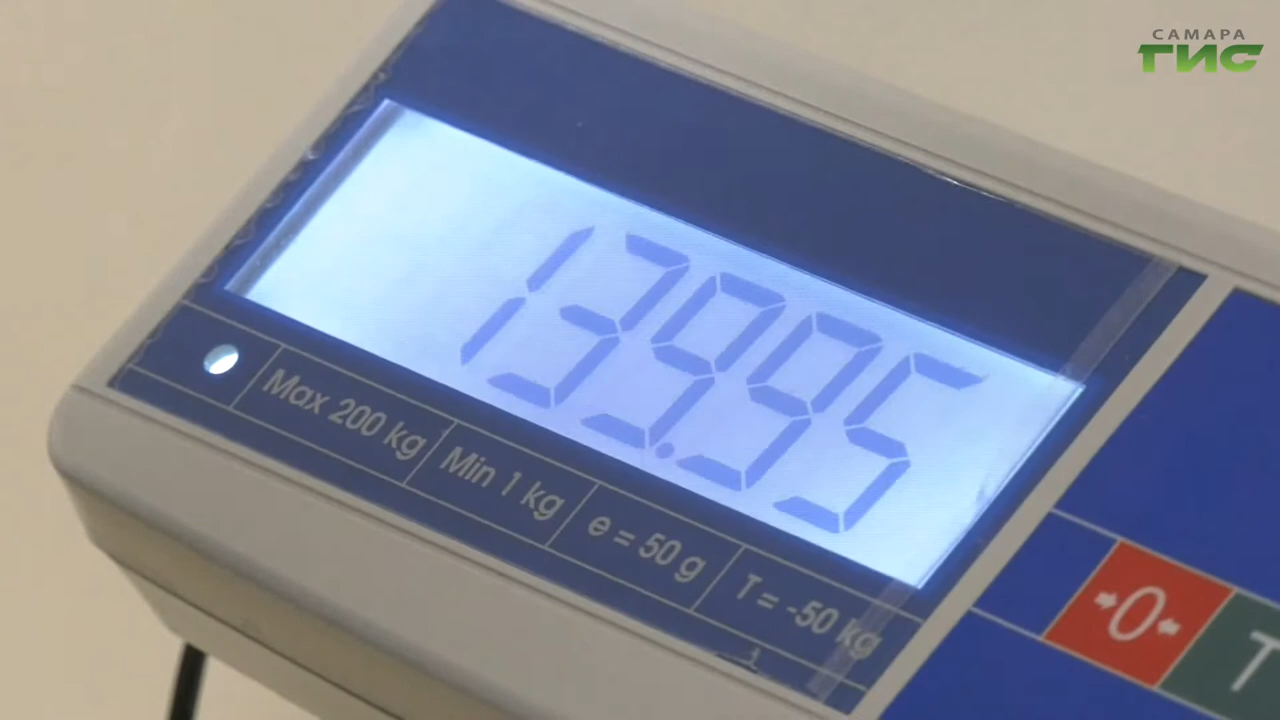 САМАРА
ГИС
139.95
Max 200 kg
Min 1 kg
e = 50 g
T = -50 kg
0
T